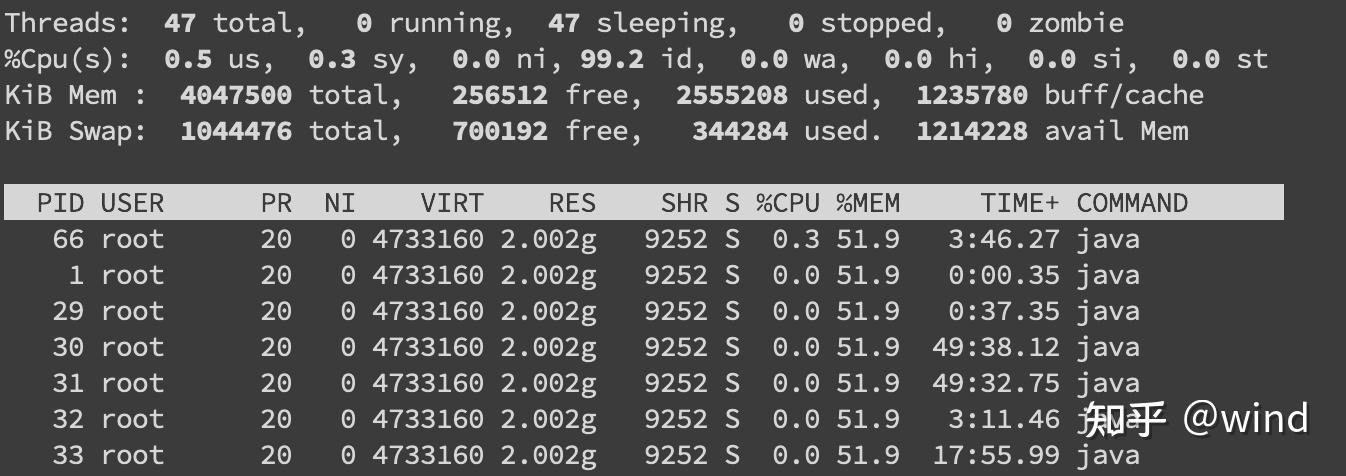 Threads:  47 total,   0 running,  47 sleeping,   0 stopped,   0 zombie
%Cpu(s):  0.5 us,  0.3 sy,  0.0 ni, 99.2 id,  0.0 wa,  0.0 hi,  0.0 si,  0.0 st
KiB Mem :  4047500 total,   256512 free,  2555208 used,  1235780 buff/cache
KiB Swap:  1044476 total,   700192 free,   344284 used.  1214228 avail Mem
PID USER      PR  NI    VIRT    RES    SHR S %CPU %MEM     TIME+ COMMAND
66 root      20   0 4733160 2.002g   9252 S  0.3 51.9   3:46.27 java
1 root      20   0 4733160 2.002g   9252 S  0.0 51.9   0:00.35 java
29 root      20   0 4733160 2.002g   9252 S  0.0 51.9   0:37.35 java
30 root      20   0 4733160 2.002g   9252 S  0.0 51.9  49:38.12 java
31 root      20   0 4733160 2.002g   9252 S  0.0 51.9  49:32.75 java
32 root      20   0 4733160 2.002g   9252 S  0.0 51.9   3:11.46 java
知乎 @wind
33 root      20   0 4733160 2.002g   9252 S  0.0 51.9  17:55.99 java